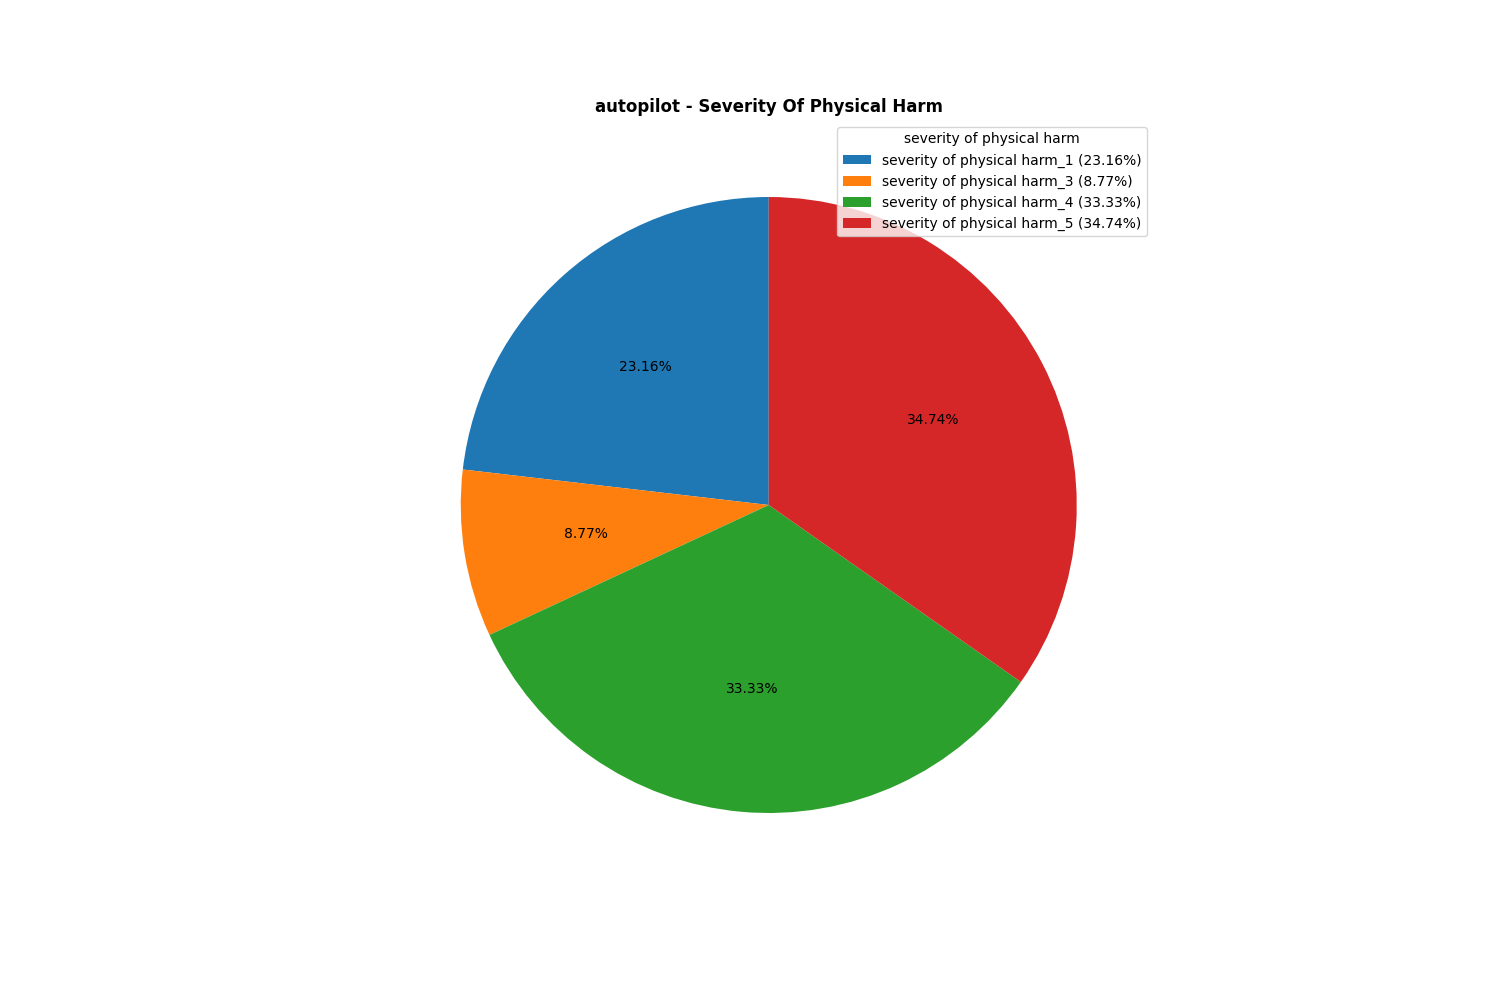 autopilot - Severity Of Physical Harm
severity of physical harm
severity of physical harm_1 (23.16%)
severity of physical harm_3 (8.77%)
severity of physical harm_4 (33.33%)
severity of physical harm_5 (34.74%)
23.16%
34.74%
8.77%
33.33%